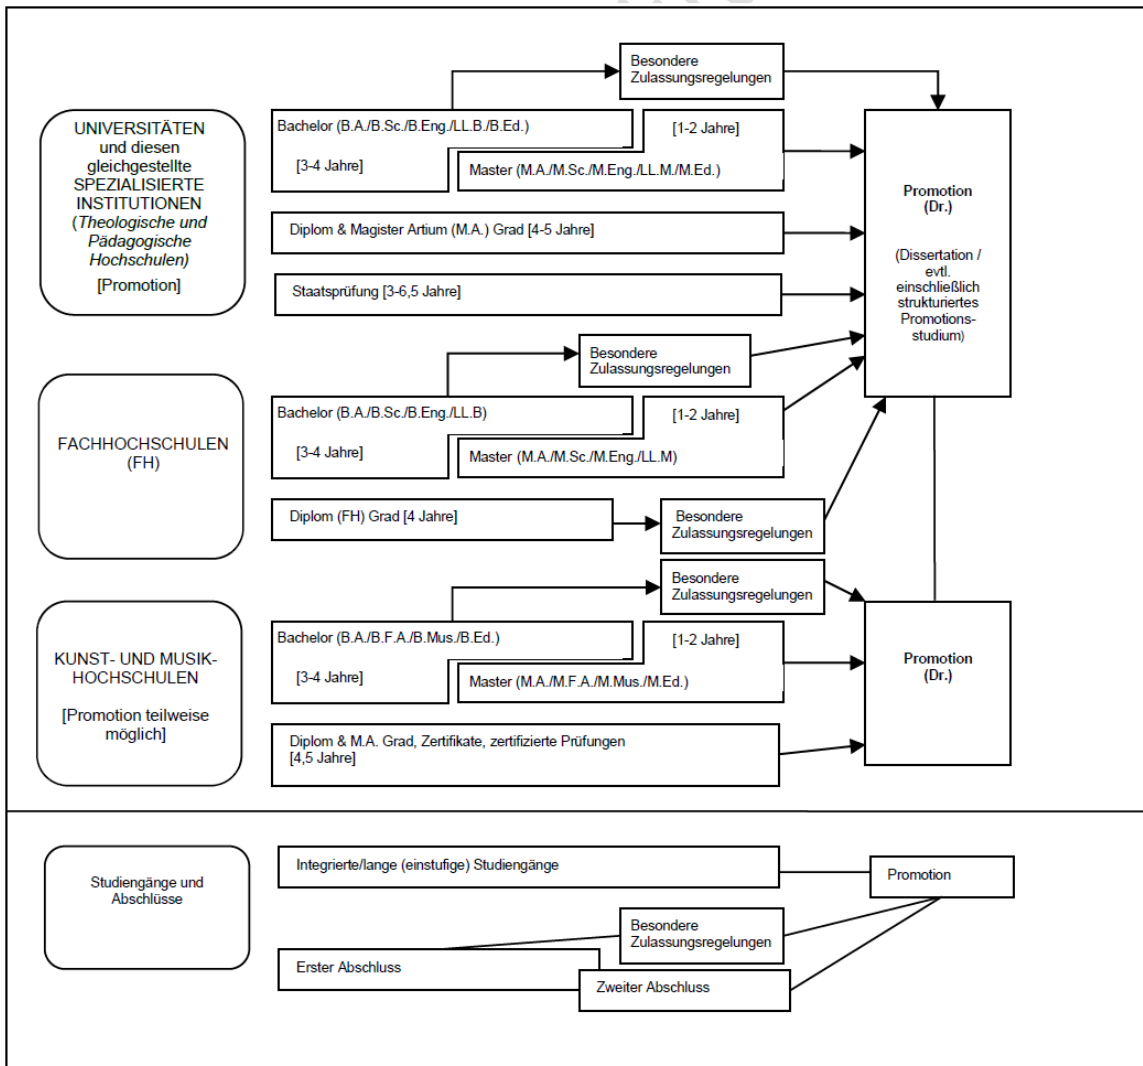 Besondere
Zulassungsregelungen
UNIVERSITÄTEN
und diesen
gleichgestellte
SPEZIALISIERTE
INSTITUTIONEN
(Theologische und
Pädagogische
Hochschulen)
[Promotion]
Bachelor (B.A./B.Sc./B.Eng./LL.B./B.Ed.)
[3-4 Jahre]
[1-2 Jahre]
Master (M.A./M.Sc./M.Eng./LL.M./M.Ed.)
Diplom & Magister Artium (M.A.) Grad [4-5 Jahre]
Staatsprüfung [3-6,5 Jahre]
Promotion
(Dr.)
(Dissertation /
evtl.
einschließlich
strukturiertes
Promotions-
studium)
Besondere
Zulassungsregelungen
FACHHOCHSCHULEN
(FH)
Bachelor (B.A./B.Sc./B.Eng./LL.B)
[3-4 Jahre]
[1-2 Jahre]
Master (M.A./M.Sc./M.Eng./LL.M)
Diplom (FH) Grad [4 Jahre]
Besondere
Zulassungsregelungen
Besondere
Zulassungsregelungen
KUNST- UND MUSIK-
HOCHSCHULEN
[Promotion teilweise
möglich]
Bachelor (B.A./B.F.A./B.Mus./B.Ed.)
[3-4 Jahre]
[1-2 Jahre]
Master (M.A./M.F.A./M.Mus./M.Ed.)
Diplom & M.A. Grad, Zertifikate, zertifizierte Prüfungen
[4,5 Jahre]
Promotion
(Dr.)
Studiengänge und
Abschlüsse
Integrierte/lange (einstufige) Studiengänge
Promotion
Besondere
Zulassungsregelungen
Erster Abschluss
Zweiter Abschluss